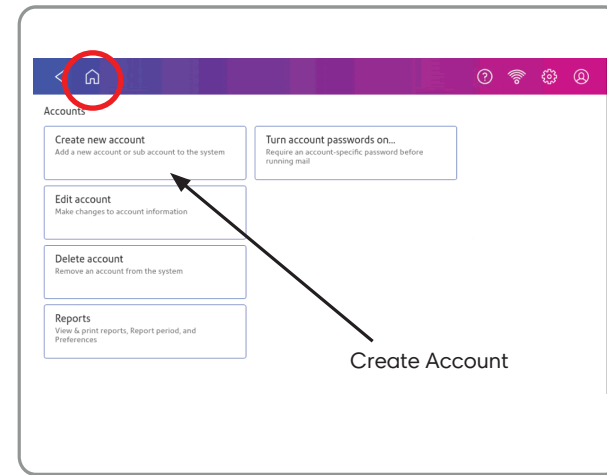 Accounts
Create new account
Add a new account or sub account to the system
Turn account passwords on...
Require an account-specific password before
running mail
Edit account
Make changes to account information
Delete account
Remove an account from the system
Reports
View & print reports, Report period, and
Preferences
Create Account